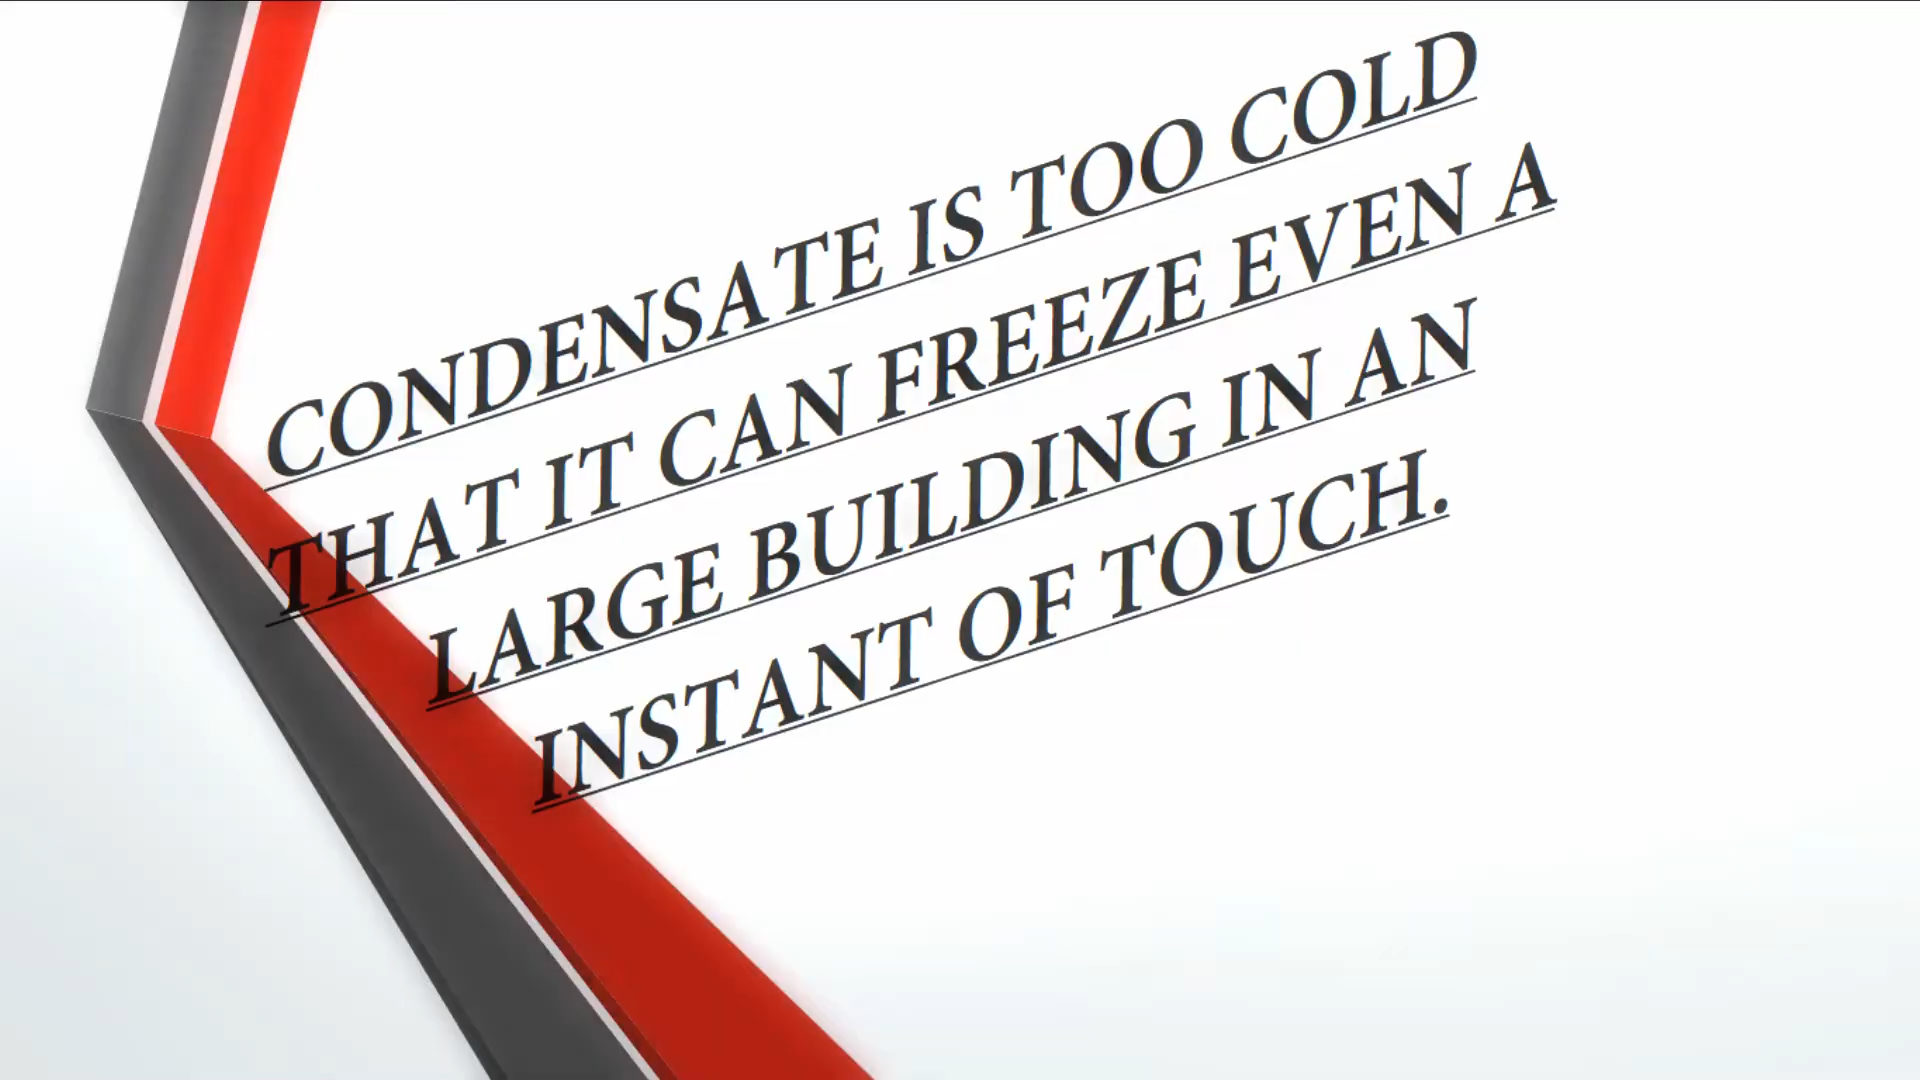 CONDENSATE IS TOO COLD
THAT IT CAN FREEZE EVEN A
LARGE BUILDING IN AN
INSTANT OF TOUCH.